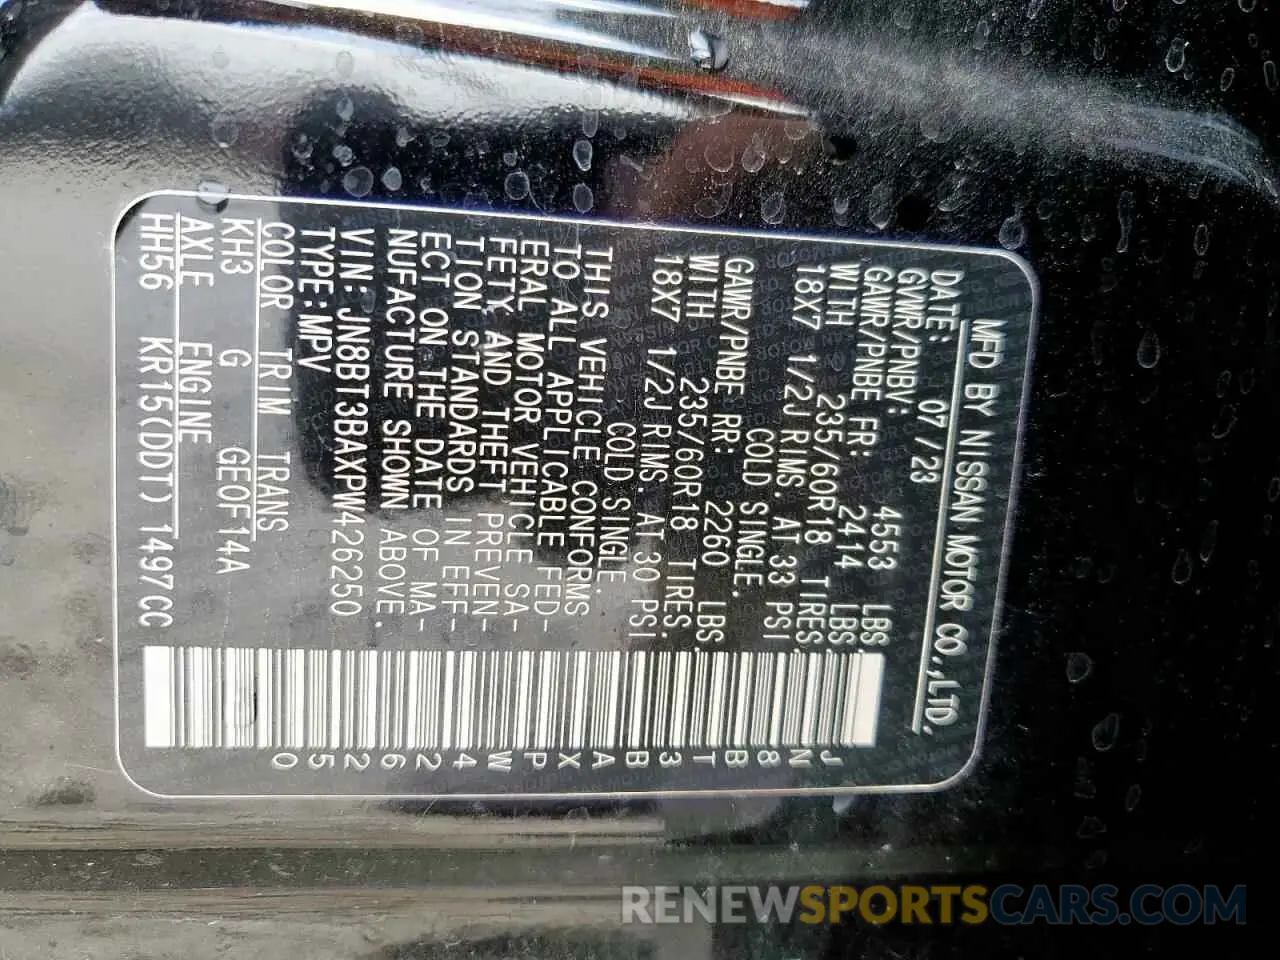 MFD BY NISSAN MOTOR CO.,LTD.
DATE: 07/23
GVWR/PNBV: 4553 LBS.
GAWR/PNBE FR: 2414 LBS.
WITH 235/60R18 TIRES.
18X7 1/2J RIMS. AT 33 PSI
COLD SINGLE.
GAWR/PNBE RR: 2260 LBS.
WITH 235/60R18 TIRES.
18X7 1/2J RIMS. AT 30 PSI
COLD SINGLE.
THIS VEHICLE CONFORMS
TO ALL APPLICABLE FED-
ERAL MOTOR VEHICLE SA-
FETY, AND THEFT PREVEN-
TION STANDARDS IN EFF-
ECT ON THE DATE OF MA-
NUFACTURE SHOWN ABOVE.
VIN: JN8BT3BAXPW426250
TYPE:MPV
COLOR TRIM TRANS
KH3 G GE0F14A
AXLE ENGINE
HH56 KR15(DDT)1497CC
JN8BT3BAXPW426250
RENEWSPORTSCARS.COM